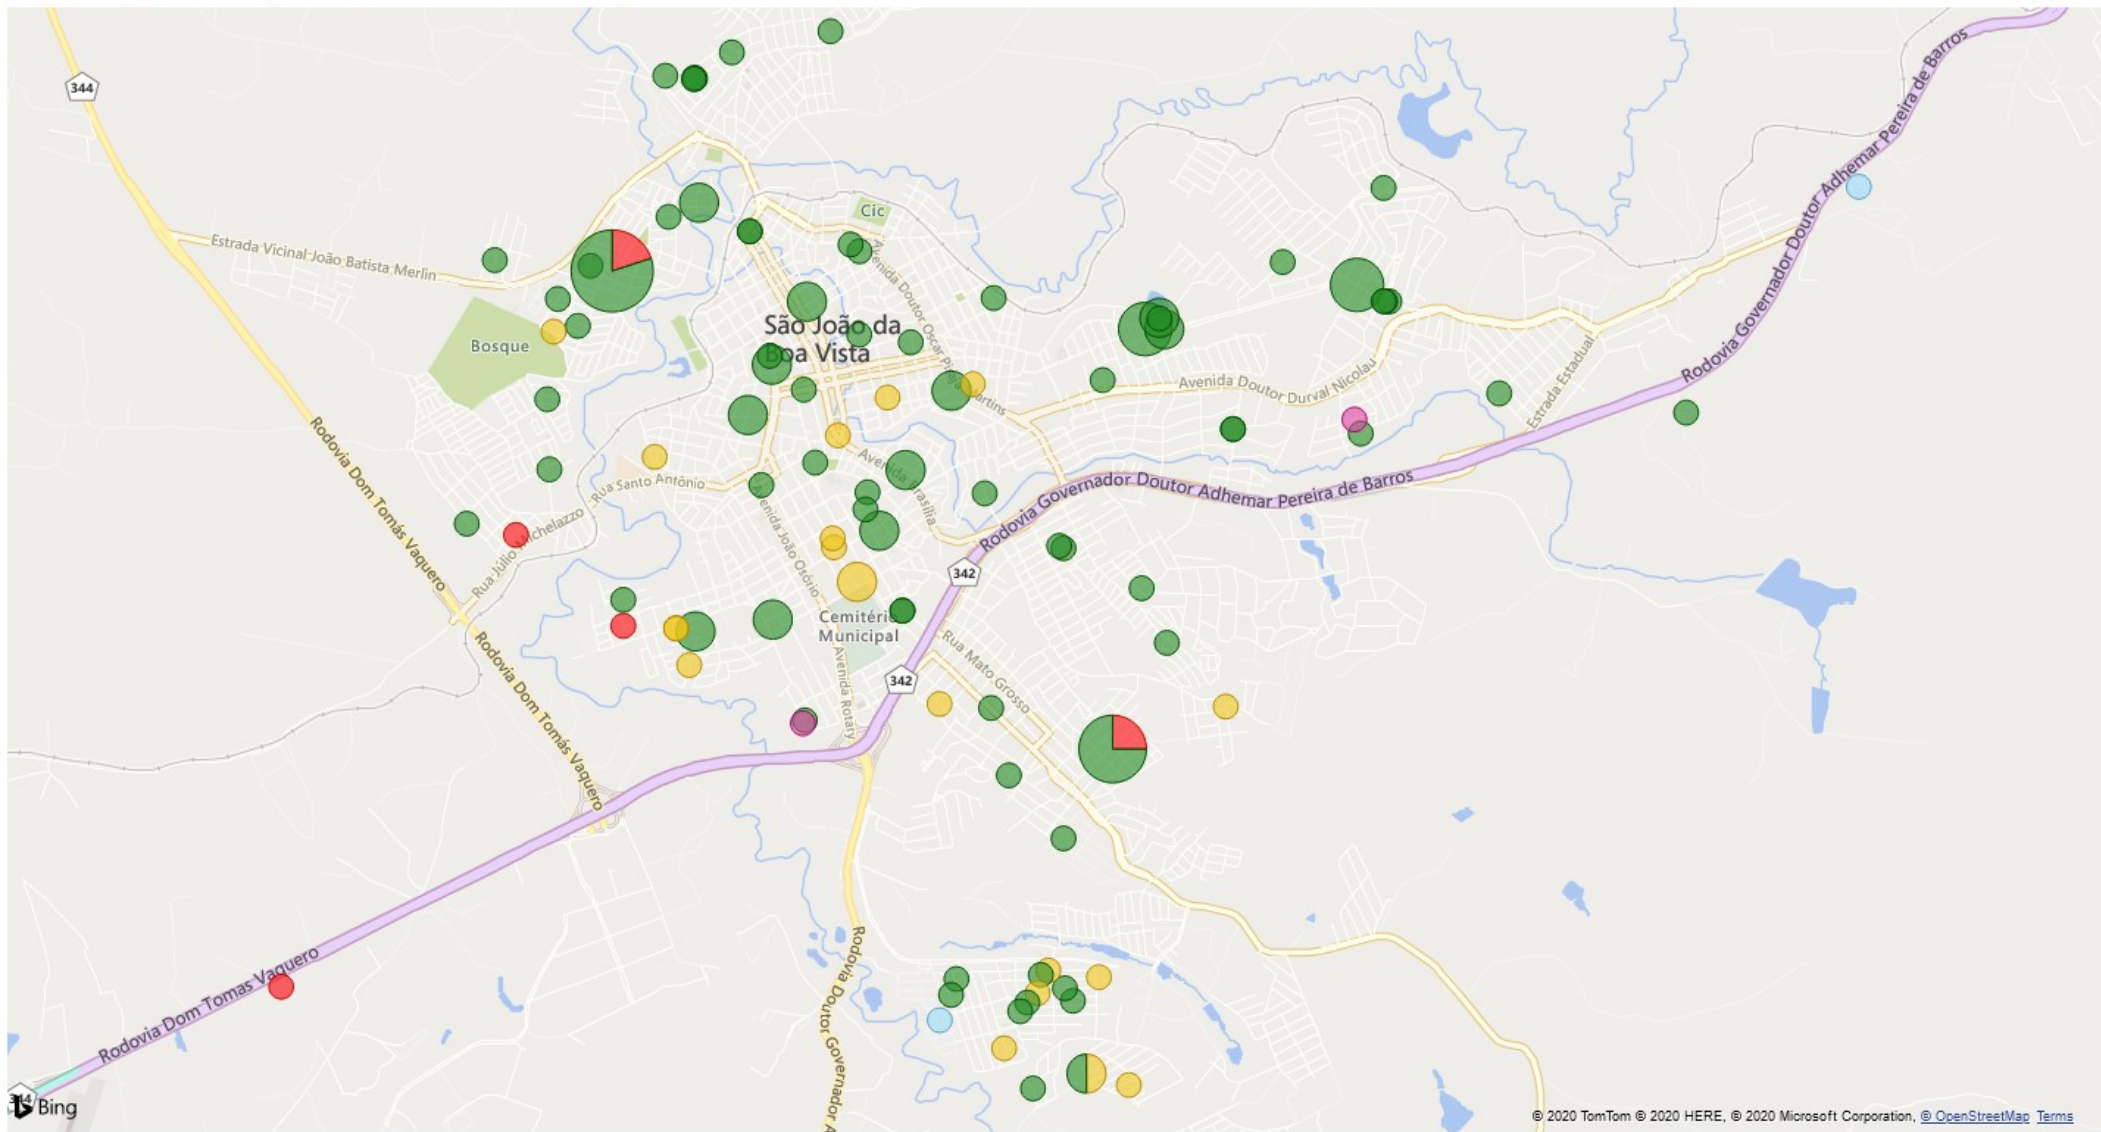 Rodovia Governador Doutor Adhemar Pereira de Barros
344
Cic
Estrada Vicinal João Batista Merlin
Avenida Doutor Oscar
artins
São João da
Boa Vista
Bosque
Avenida Doutor Durval Nicolau
Estrada Estadual
Rodovia Dom Tomás Vaquero
Rua Santo Antônio
Avenida Brasília
Rodovia Governador Doutor Adhemar Pereira de Barros
Rua Júlio Michelazzo
Avenida João Osório
342
Cemitério
Municipal
Rua Mato Grosso
Rodovia Dom Tomás Vaquero
Avenida Rotary
342
Rodovia Doutor Governador A
Rodovia Dom Tomas Vaquero
344
Bing
© 2020 TomTom © 2020 HERE, © 2020 Microsoft Corporation, © OpenStreetMap Terms